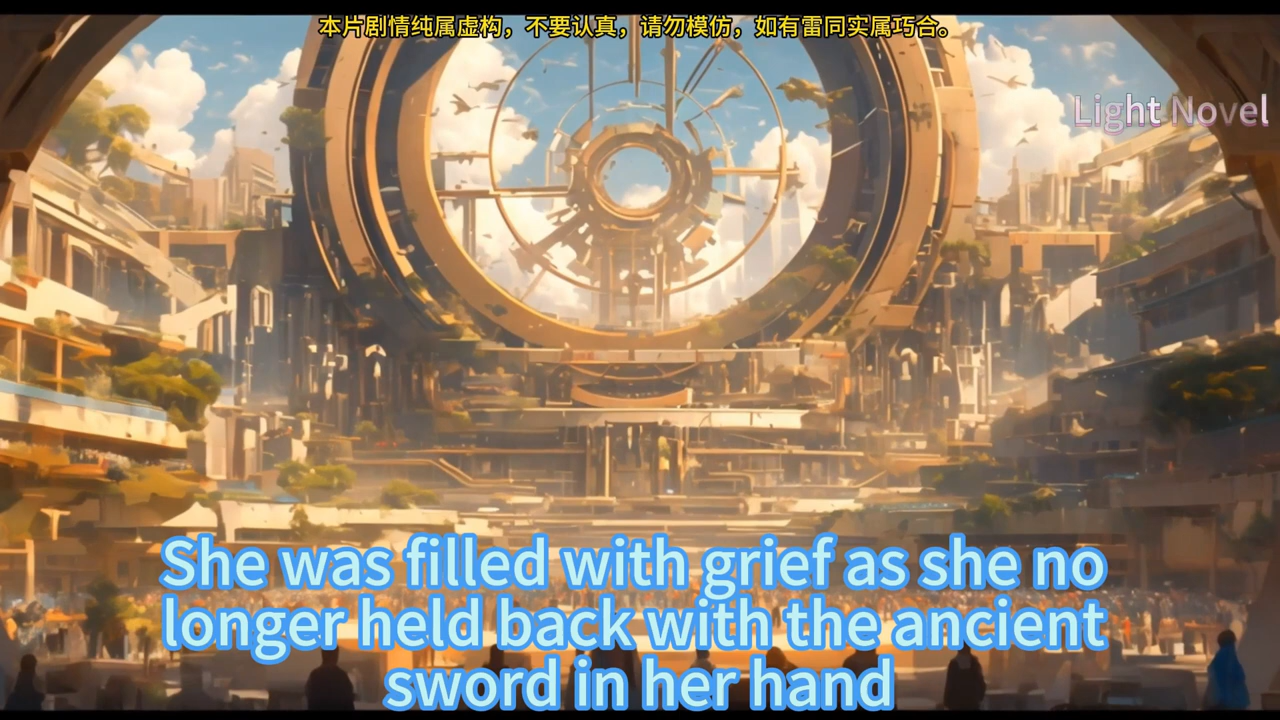 本片剧情纯属虚构，不要认真，请勿模仿，如有雷同实属巧合。
Light Novel
She was filled with grief as she no
longer held back with the ancient
sword in her hand